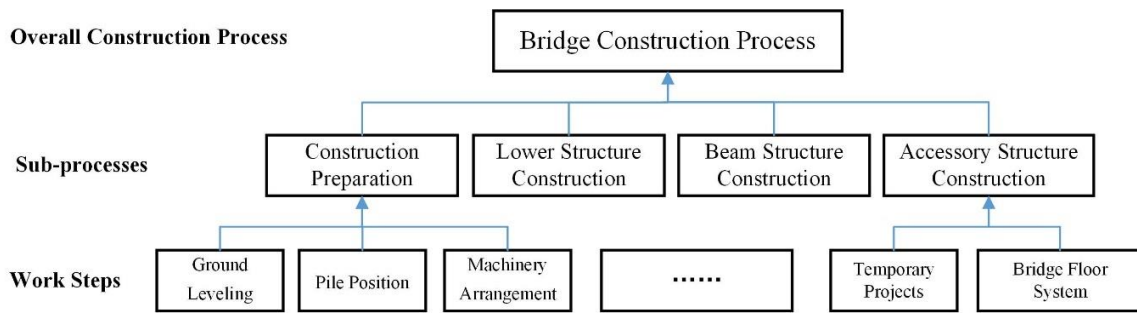 Overall Construction Process
Bridge Construction Process
Sub-processes
Construction
Preparation
Lower Structure
Construction
Beam Structure
Construction
Accessory Structure
Construction
Work Steps
Ground
Leveling
Pile Position
Machinery
Arrangement
……
Temporary
Projects
Bridge Floor
System